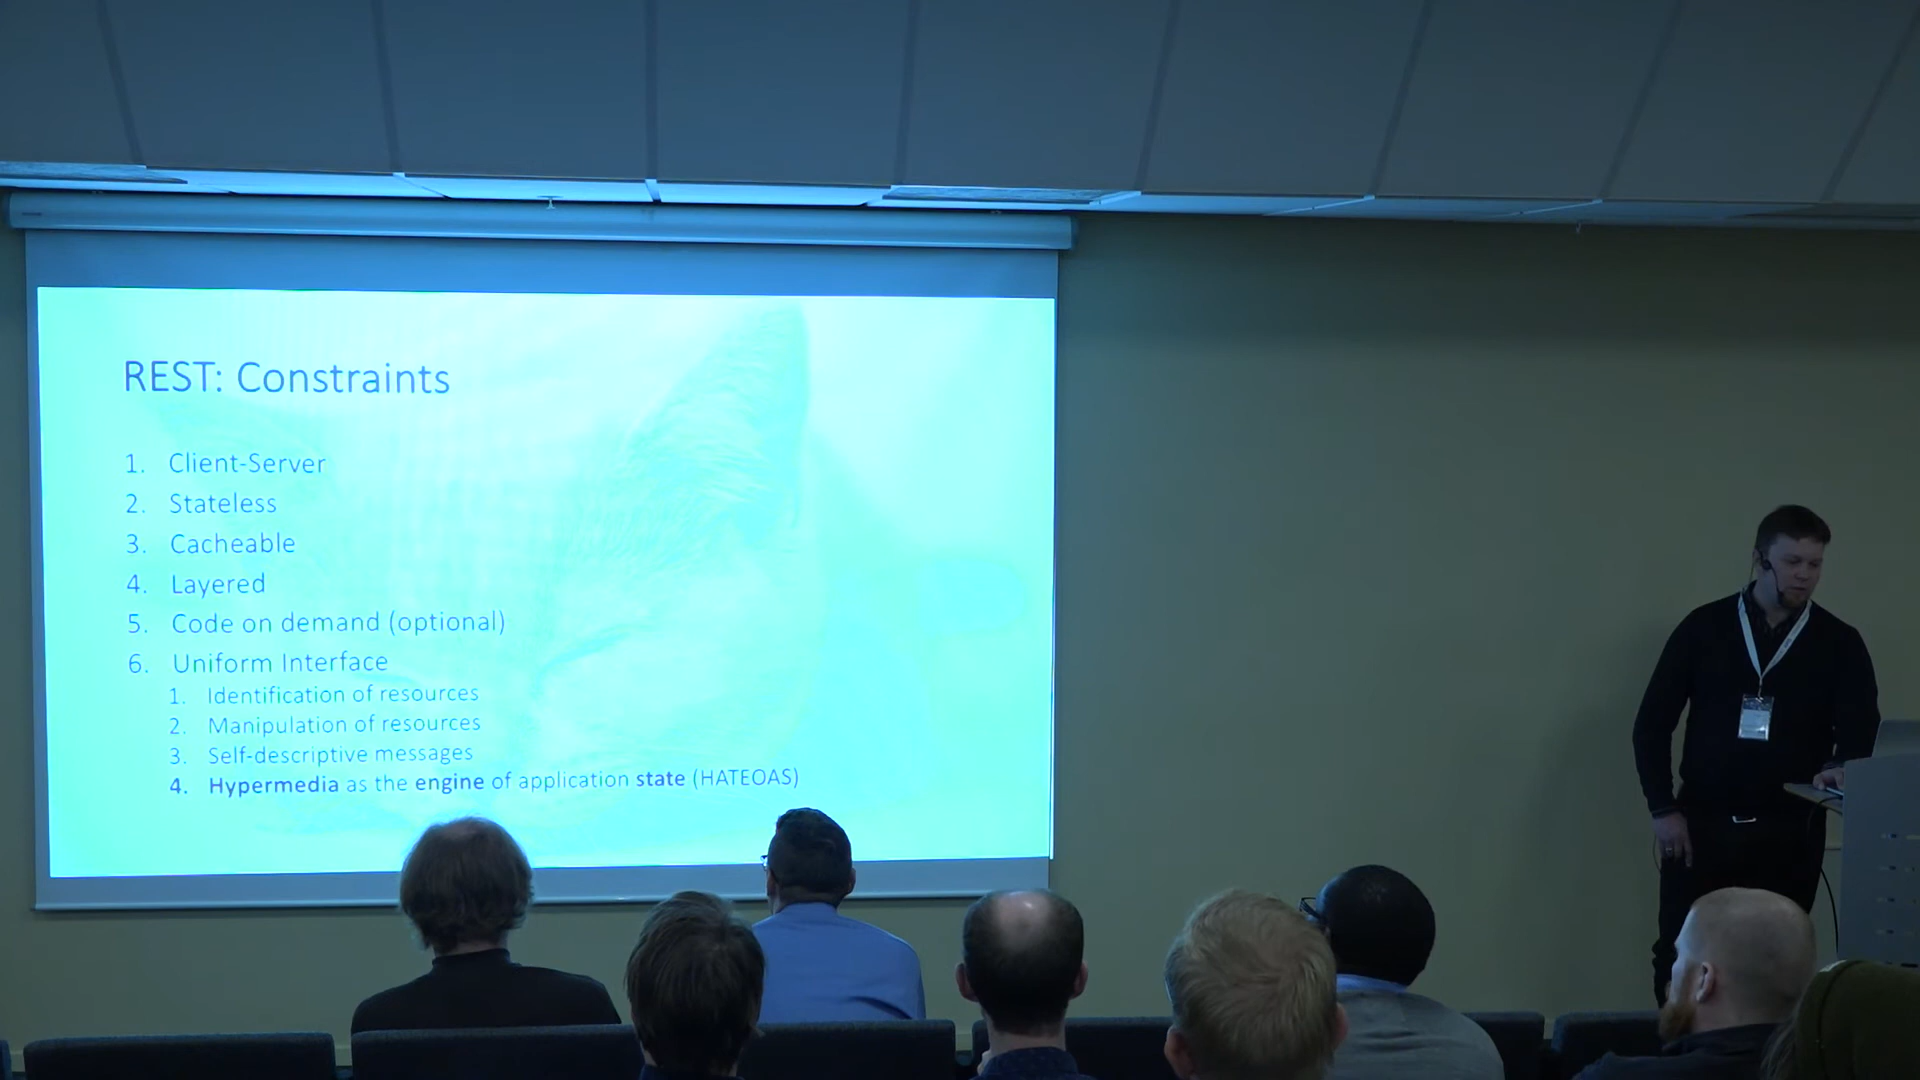 REST: Constraints
1. Client-Server
2. Stateless
3. Cacheable
4. Layered
5. Code on demand (optional)
6. Uniform Interface
1. Identification of resources
2. Manipulation of resources
3. Self-descriptive messages
4. Hypermedia as the engine of application state (HATEOAS)